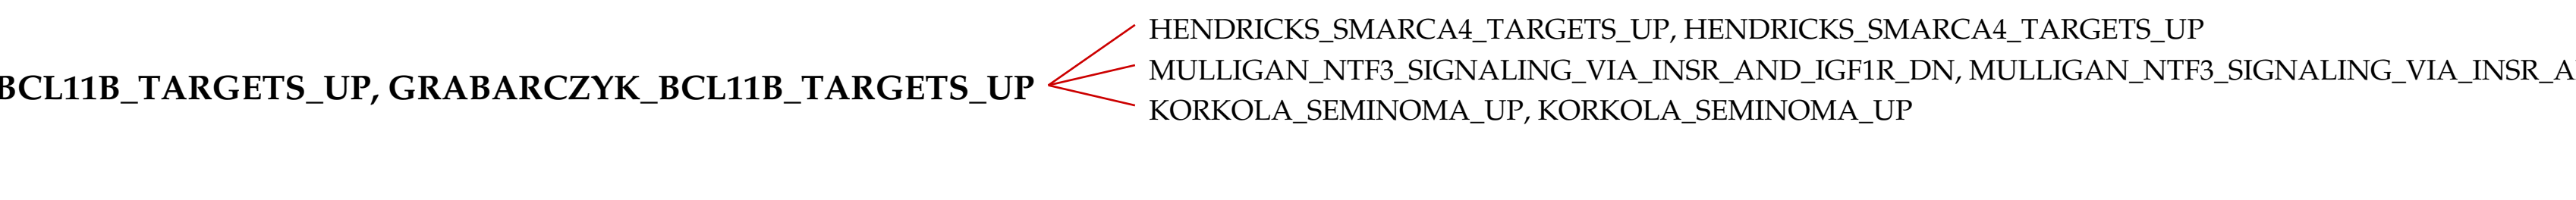 HENDRICKS_SMARCA4_TARGETS_UP, HENDRICKS_SMARCA4_TARGETS_UP
BCL11B_TARGETS_UP, GRABARCZYK_BCL11B_TARGETS_UP
MULLIGAN_NTF3_SIGNALING_VIA_INSR_AND_IGF1R_DN, MULLIGAN_NTF3_SIGNALING_VIA_INSR_A
KORKOLA_SEMINOMA_UP, KORKOLA_SEMINOMA_UP